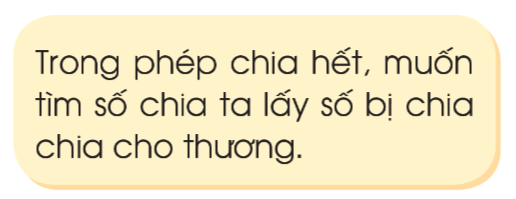 Trong phép chia hết, muốn
tìm số chia ta lấy số bị chia
chia cho thương.